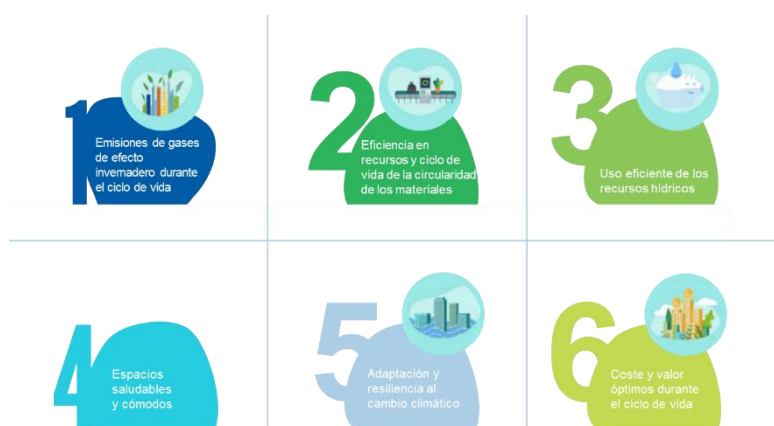 1
Emisiones de gases
de efecto
invernadero durante
el ciclo de vida
2
Eficiencia en
recursos y ciclo de
vida de la circularidad
de los materiales
3
Uso eficiente de los
recursos hídricos
4
Espacios
saludables
y cómodos
5
Adaptación y
resiliencia al
cambio climático
6
Coste y valor
óptimos durante
el ciclo de vida